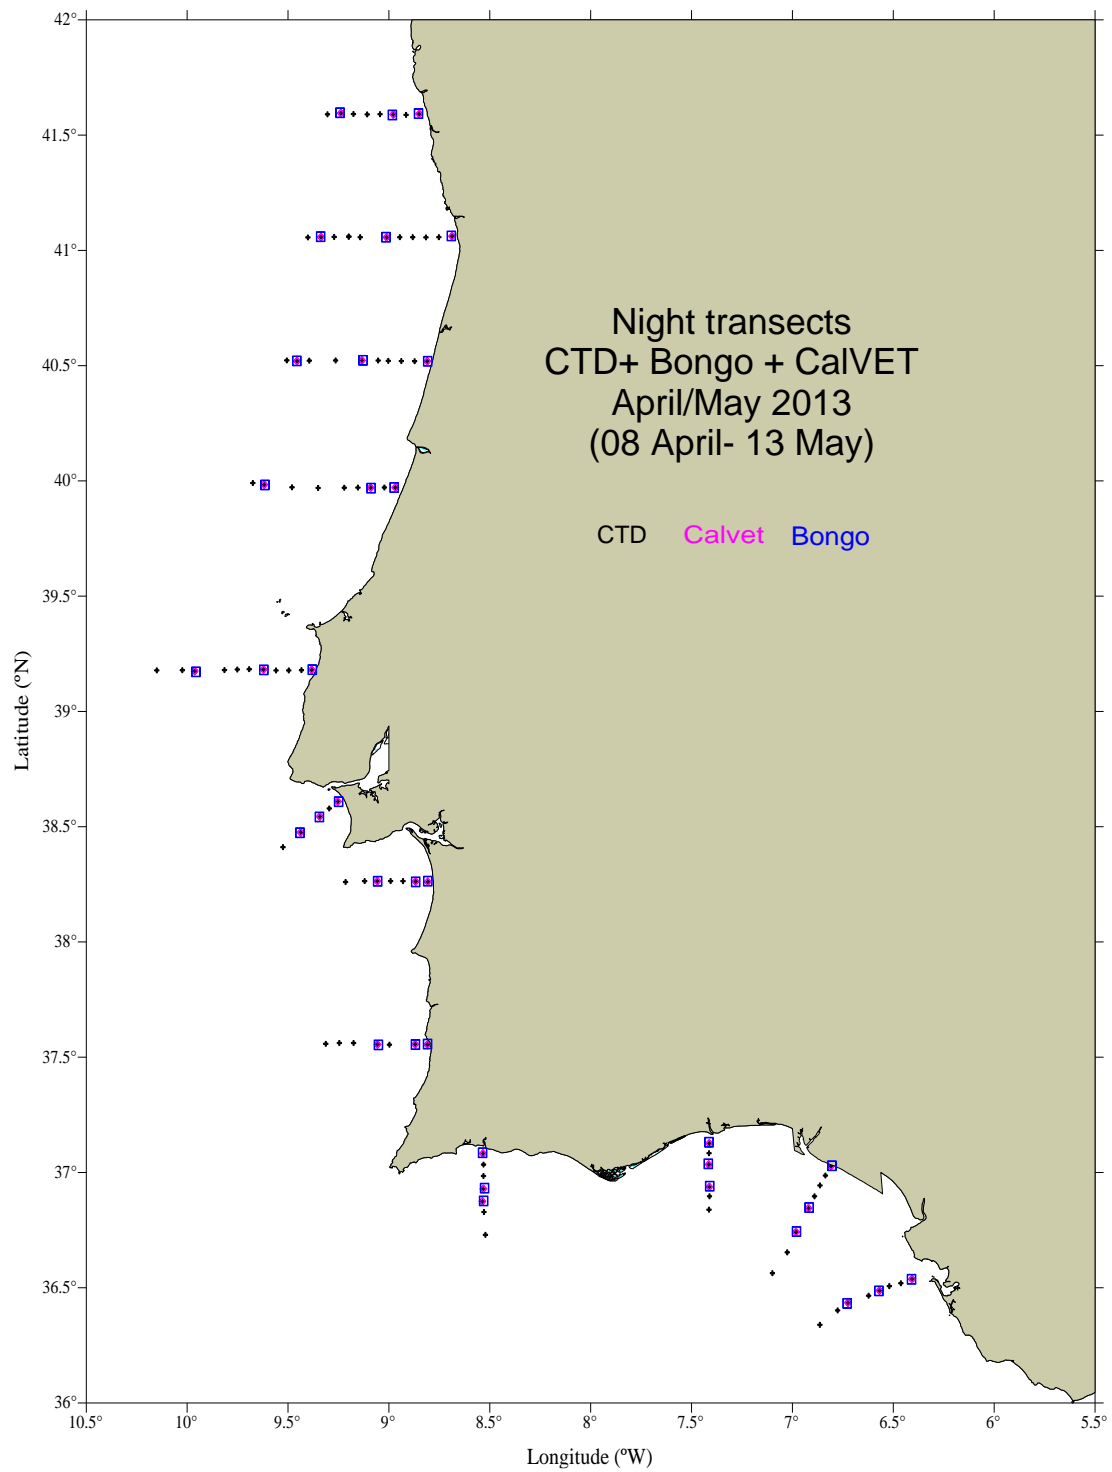 Night transects
CTD+ Bongo + CalVET
April/May 2013
(08 April- 13 May)
CTD Calvet Bongo
42°
41.5°
41°
40.5°
40°
39.5°
39°
38.5°
38°
37.5°
37°
36.5°
36°
Latitude (ºN)
10.5° 10° 9.5° 9° 8.5° 8° 7.5° 7° 6.5° 6° 5.5°
Longitude (ºW)